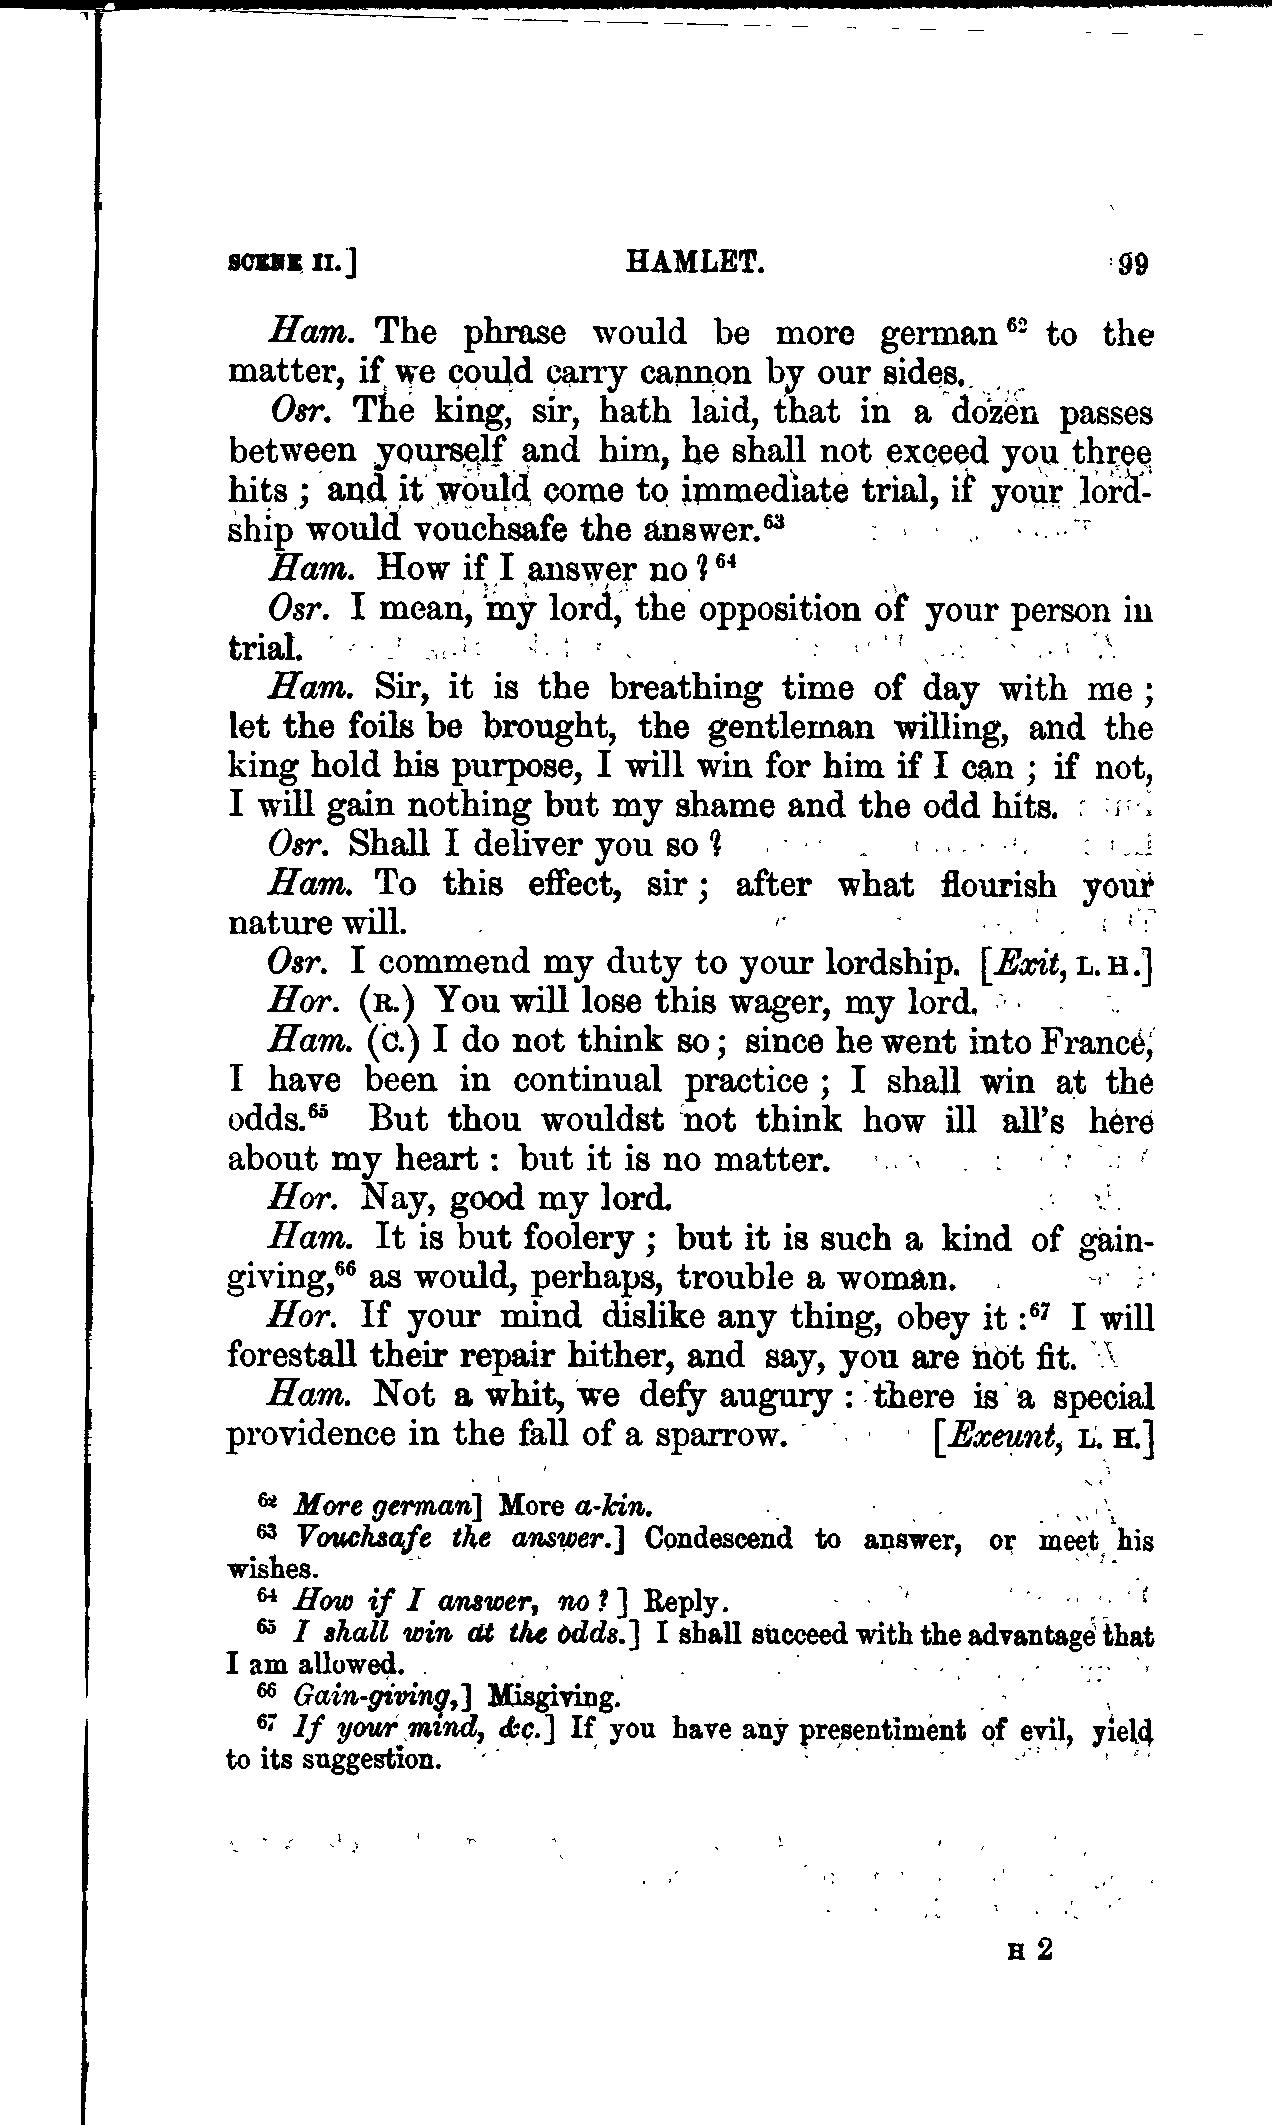 SCENE II.] HAMLET. 99
Ham. The phrase would be more german 62 to the
matter, if we could carry cannon by our sides.
Osr. The king, sir, hath laid, that in a dozen passes
between yourself and him, he shall not exceed you three
hits ; and it would come to immediate trial, if your lord-
ship would vouchsafe the answer.63
Ham. How if I answer no ? 64
Osr. I mean, my lord, the opposition of your person in
trial.
Ham. Sir, it is the breathing time of day with me ;
let the foils be brought, the gentleman willing, and the
king hold his purpose, I will win for him if I can ; if not,
I will gain nothing but my shame and the odd hits.
Osr. Shall I deliver you so ?
Ham. To this effect, sir ; after what flourish your
nature will.
Osr. I commend my duty to your lordship. [Exit, L. H.]
Hor. (R.) You will lose this wager, my lord.
Ham. (C.) I do not think so ; since he went into France,
I have been in continual practice ; I shall win at the
odds.65 But thou wouldst not think how ill all's here
about my heart : but it is no matter.
Hor. Nay, good my lord.
Ham. It is but foolery ; but it is such a kind of gain-
giving,66 as would, perhaps, trouble a woman.
Hor. If your mind dislike any thing, obey it :67 I will
forestall their repair hither, and say, you are not fit.
Ham. Not a whit, we defy augury : there is a special
providence in the fall of a sparrow. [Exeunt, L. H.]
62 More german] More a-kin.
63 Vouchsafe the answer.] Condescend to answer, or meet his
wishes.
64 How if I answer, no ? ] Reply.
65 I shall win at the odds.] I shall succeed with the advantage that
I am allowed.
66 Gain-giving,] Misgiving.
67 If your mind, &c.] If you have any presentiment of evil, yield
to its suggestion.
H 2